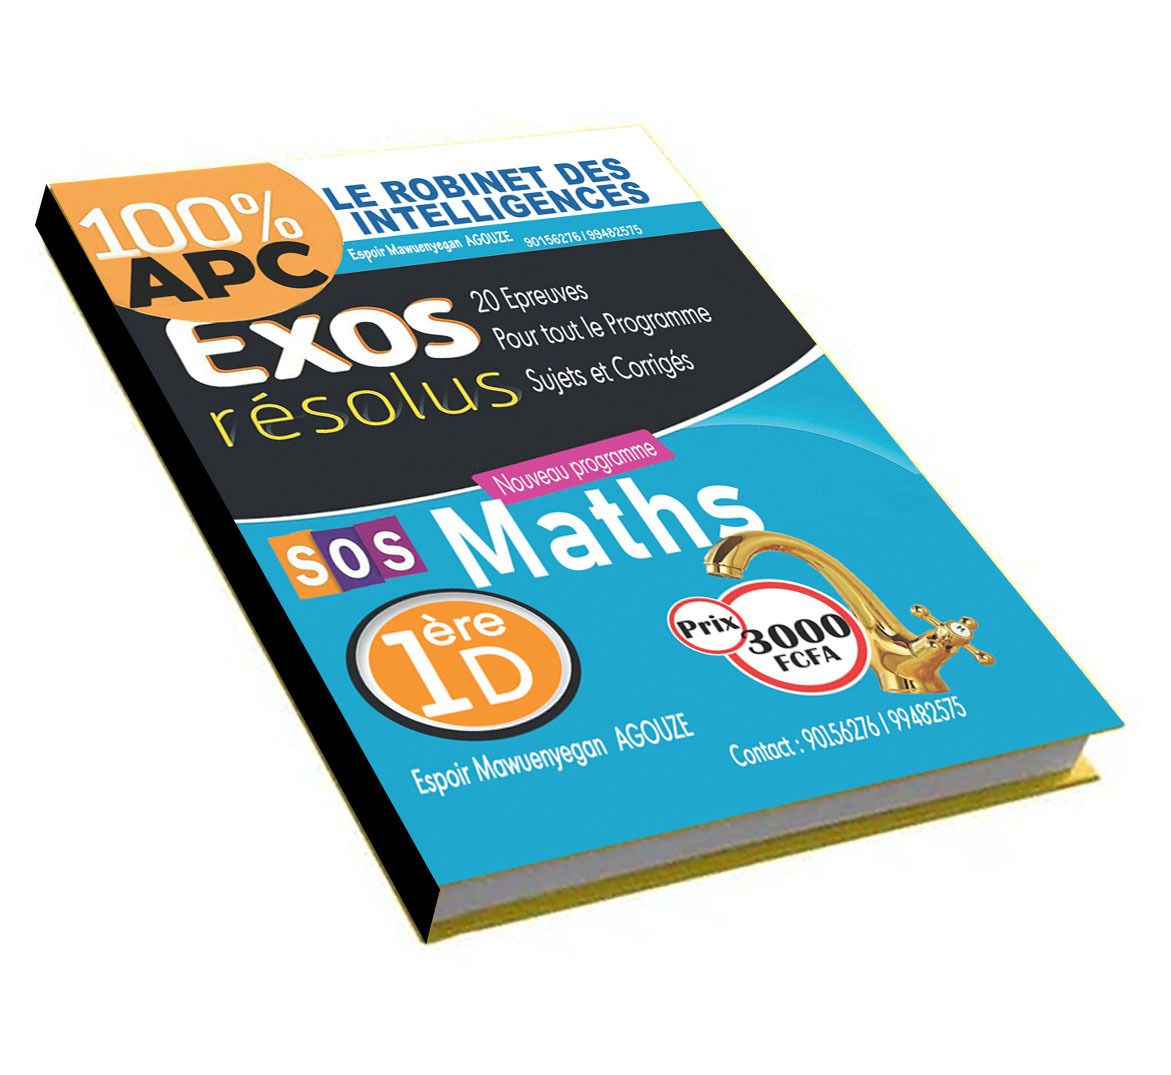 100%
APC
LE ROBINET DES
INTELLIGENCES
Espoir Mawuenyegan AGOUZE 90156276 / 99482575
Exos
résolus
20 Epreuves
Pour tout le Programme
Sujets et Corrigés
Nouveau programme
SOS Maths
1ère D
Prix
3000
FCFA
Espoir Mawuenyegan AGOUZE
Contact : 90156276 / 99482575